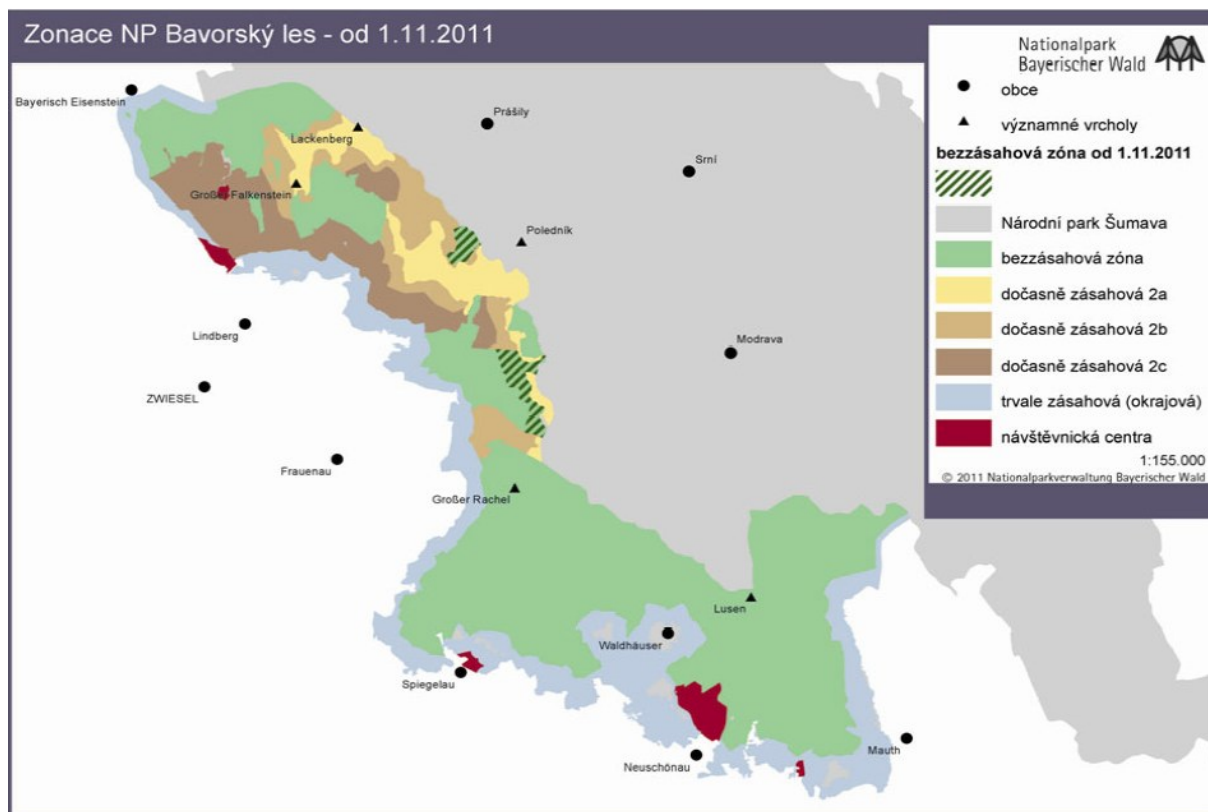 Zonace NP Bavorský les - od 1.11.2011
Nationalpark
Bayerischer Wald
obce
významné vrcholy
bezzásahová zóna od 1.11.2011
Národní park Šumava
bezzásahová zóna
dočasně zásahová 2a
dočasně zásahová 2b
dočasně zásahová 2c
trvale zásahová (okrajová)
návštěvnická centra
1:155.000
© 2011 Nationalparkverwaltung Bayerischer Wald
Bayerisch Eisenstein
Lackenberg
Prášily
Srní
Großer Falkenstein
Poledník
Lindberg
Modrava
ZWIESEL
Frauenau
Großer Rachel
Lusen
Waldhäuser
Spiegelau
Neuschönau
Mauth